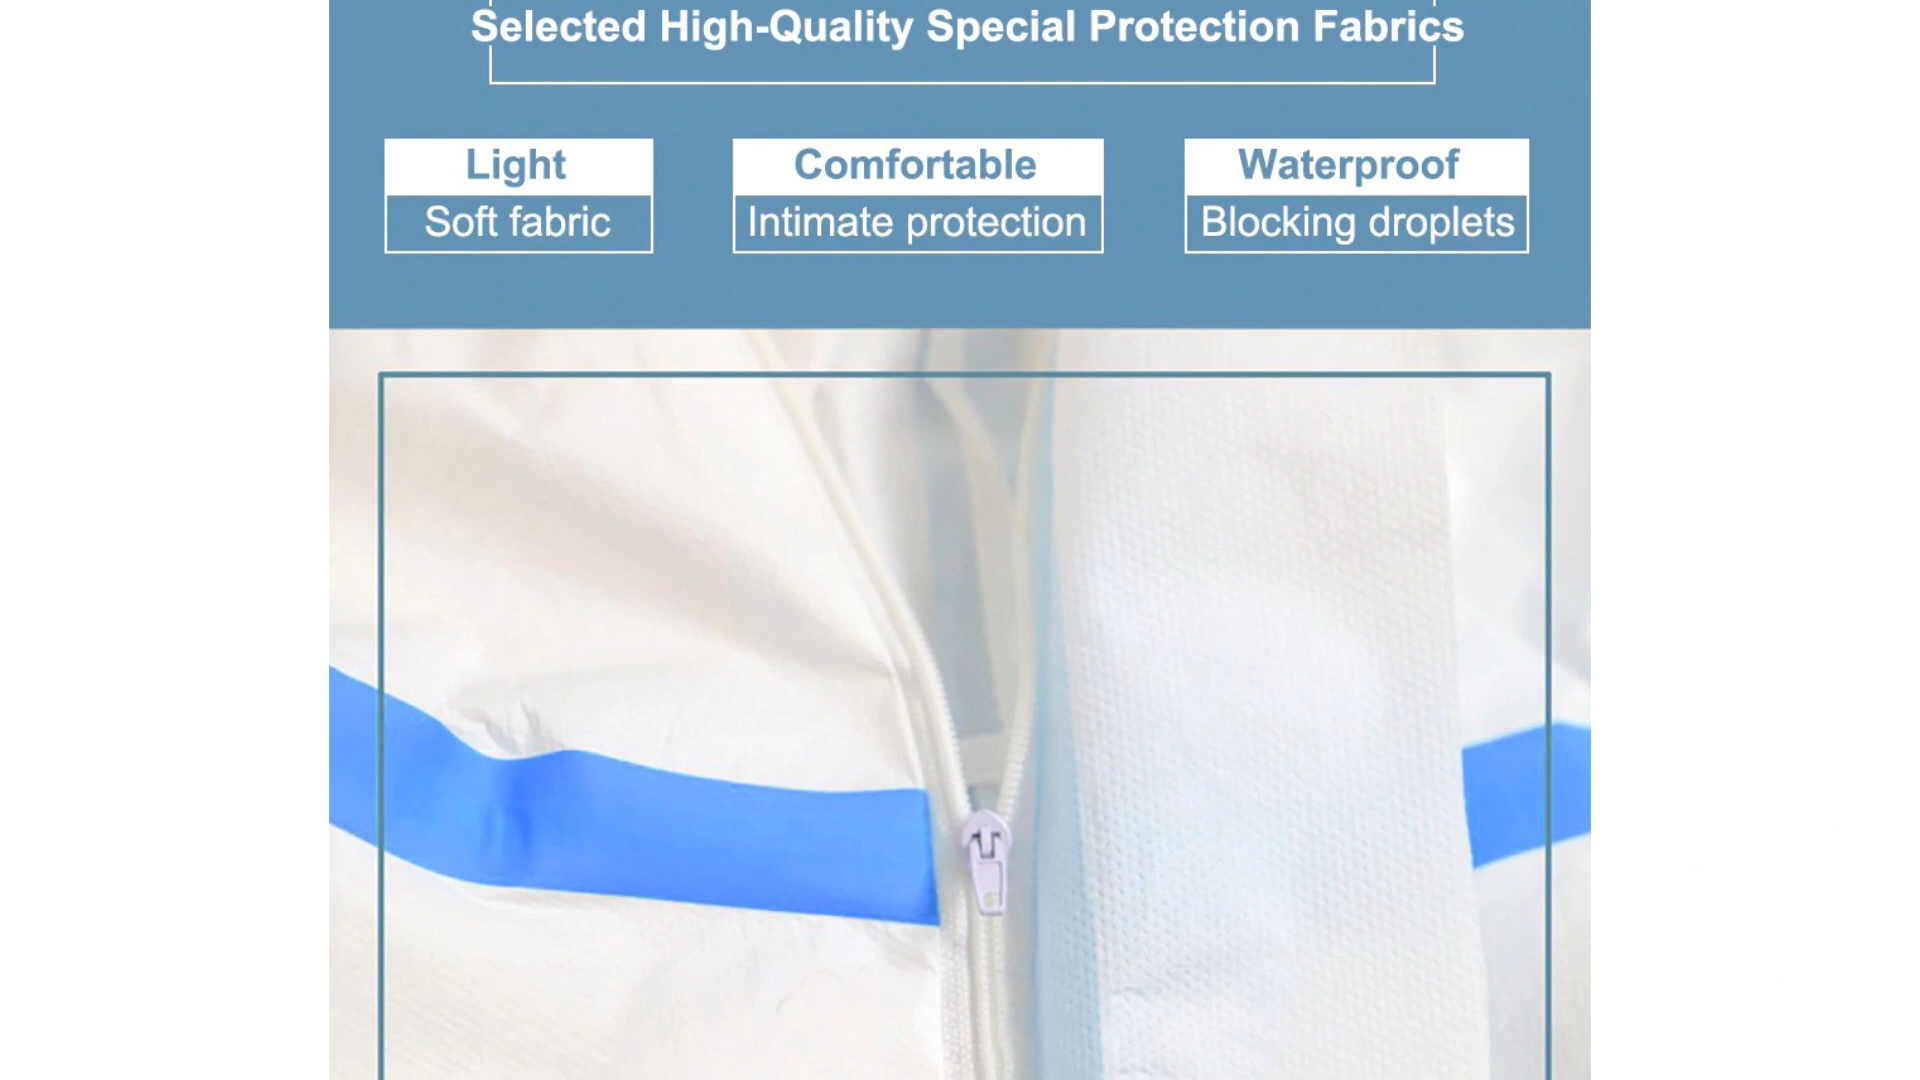 Selected High-Quality Special Protection Fabrics
Light
Soft fabric
Comfortable
Intimate protection
Waterproof
Blocking droplets